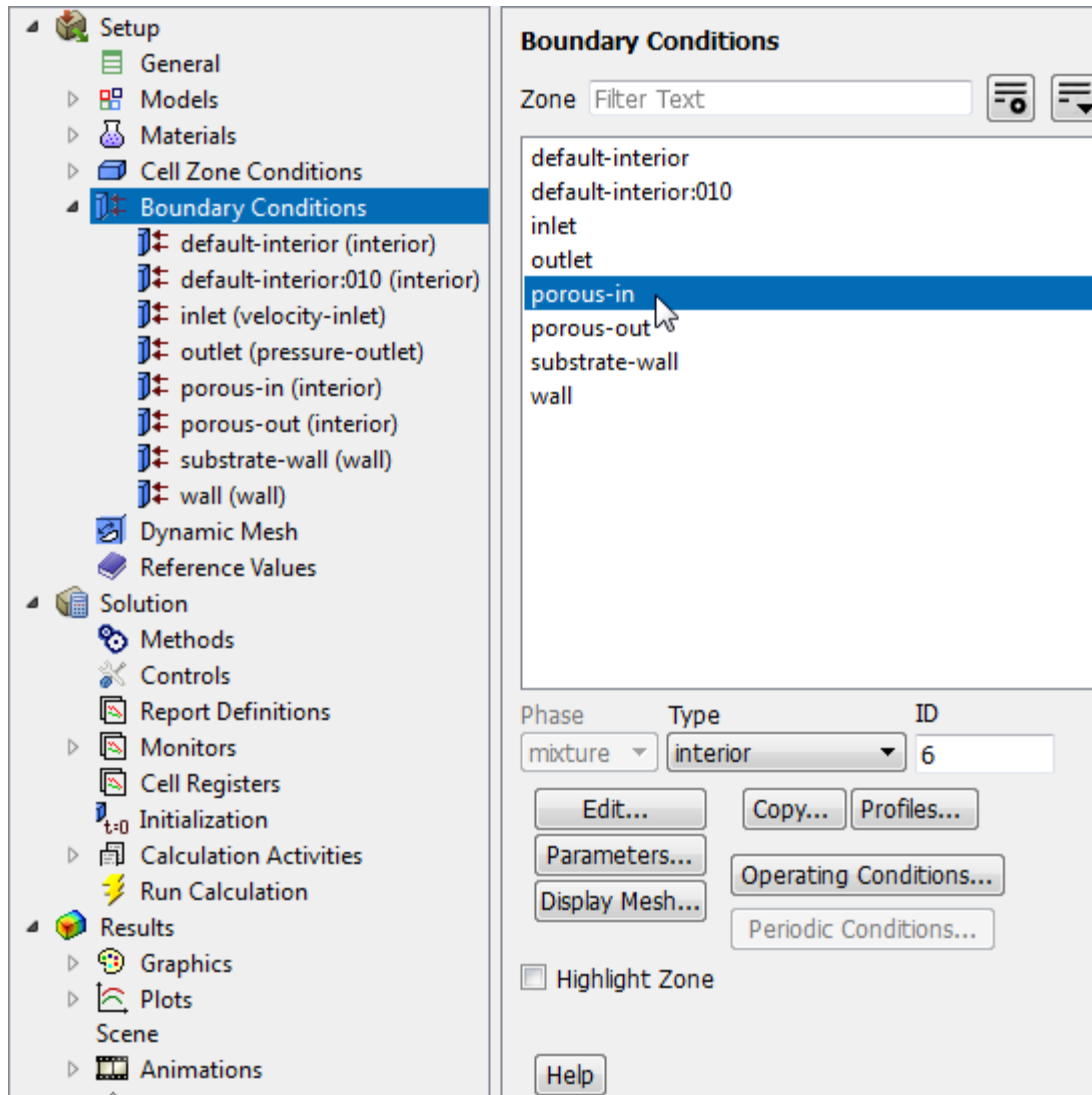 Setup
General
Models
Materials
Cell Zone Conditions
Boundary Conditions
default-interior (interior)
default-interior:010 (interior)
inlet (velocity-inlet)
outlet (pressure-outlet)
porous-in (interior)
porous-out (interior)
substrate-wall (wall)
wall (wall)
Dynamic Mesh
Reference Values
Solution
Methods
Controls
Report Definitions
Monitors
Cell Registers
t=0 Initialization
Calculation Activities
Run Calculation
Results
Graphics
Plots
Scene
Animations
Boundary Conditions
Zone Filter Text
default-interior
default-interior:010
inlet
outlet
porous-in
porous-out
substrate-wall
wall
Phase Type ID
mixture interior 6
Edit... Copy... Profiles...
Parameters...
Operating Conditions...
Display Mesh...
Periodic Conditions...
Highlight Zone
Help